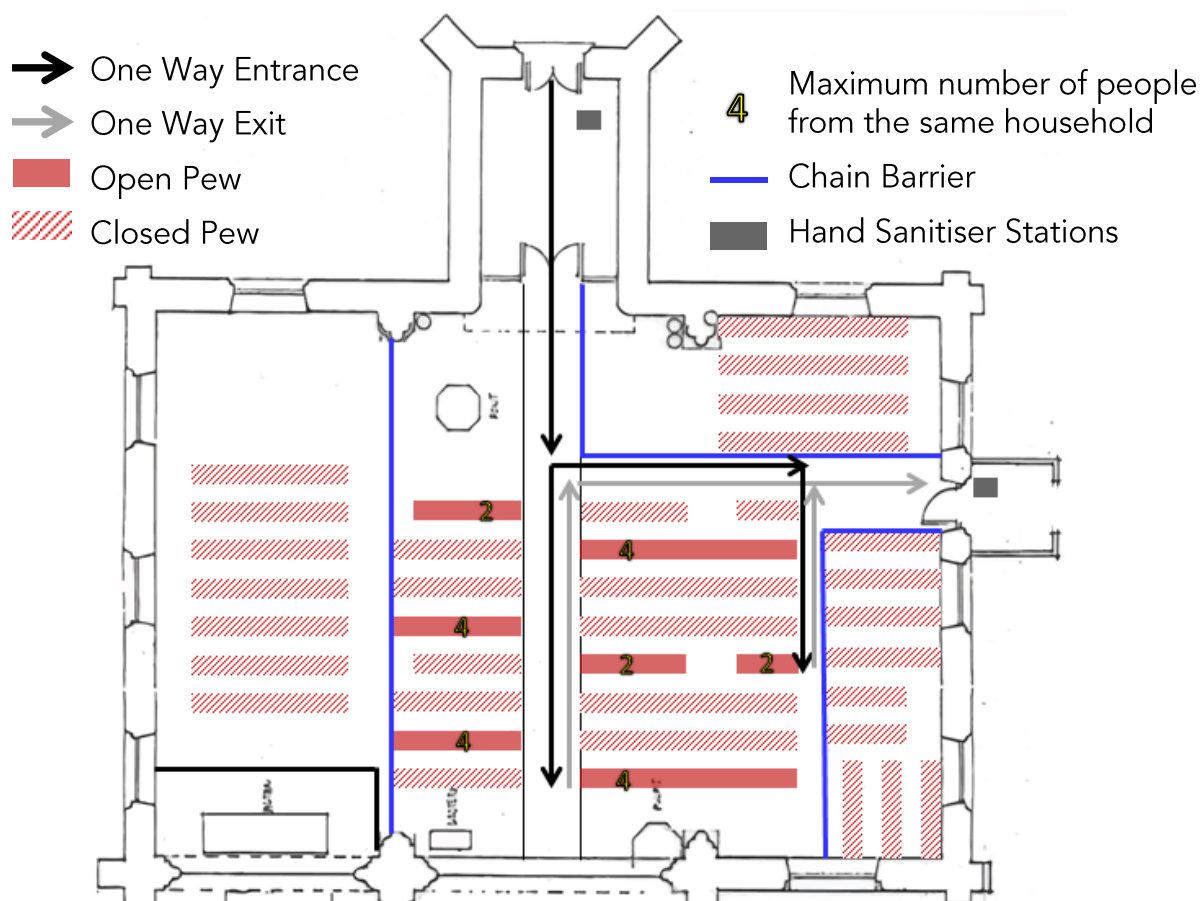 One Way Entrance
One Way Exit
Open Pew
Closed Pew
4 Maximum number of people
from the same household
Chain Barrier
Hand Sanitiser Stations
FONT
2
4
4
2
2
4
4
PULPIT